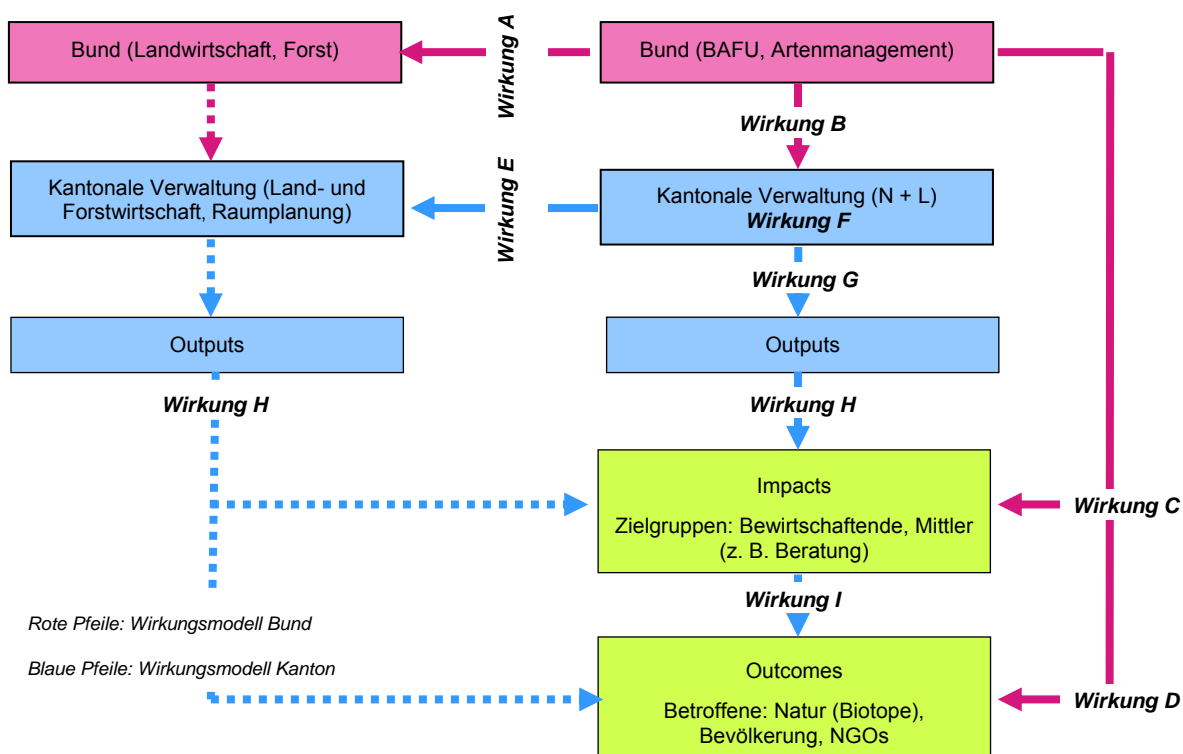 Bund (Landwirtschaft, Forst)
Wirkung A
Bund (BAFU, Artenmanagement)
Wirkung B
Kantonale Verwaltung (Land- und
Forstwirtschaft, Raumplanung)
Wirkung E
Kantonale Verwaltung (N + L)
Wirkung F
Wirkung G
Outputs
Outputs
Wirkung H
Wirkung H
Impacts
Zielgruppen: Bewirtschaftende, Mittler
(z. B. Beratung)
Wirkung C
Wirkung I
Rote Pfeile: Wirkungsmodell Bund
Blaue Pfeile: Wirkungsmodell Kanton
Outcomes
Betroffene: Natur (Biotope),
Bevölkerung, NGOs
Wirkung D